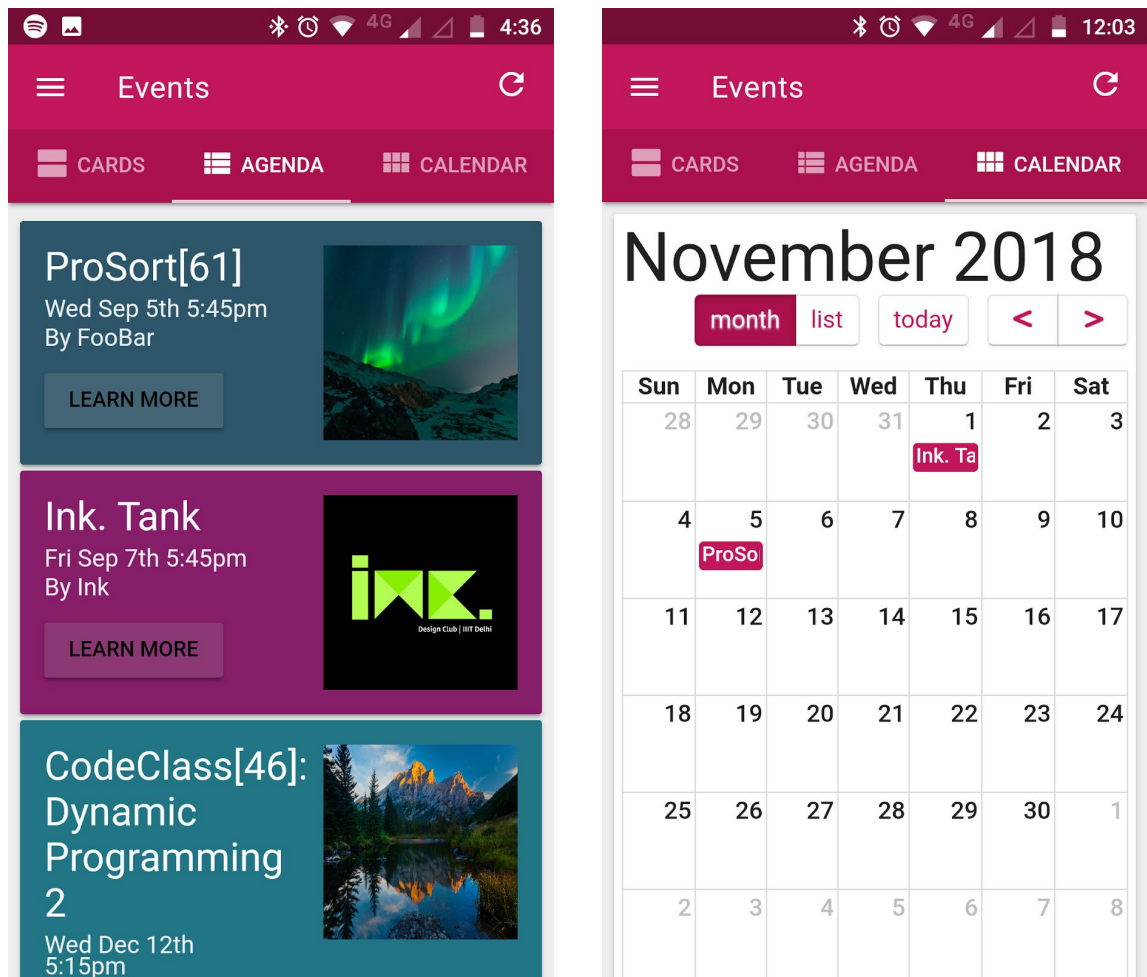 4G 4:36
Events
CARDS AGENDA CALENDAR
ProSort[61]
Wed Sep 5th 5:45pm
By FooBar
LEARN MORE
Ink. Tank
Fri Sep 7th 5:45pm
By Ink
LEARN MORE
ink.
Design Club | IIIT Delhi
CodeClass[46]:
Dynamic
Programming
2
Wed Dec 12th
5:15pm
4G 12:03
Events
CARDS AGENDA CALENDAR
November 2018
month list today < >
Sun Mon Tue Wed Thu Fri Sat
28 29 30 31 1 2 3
Ink. Ta
4 5 6 7 8 9 10
ProSo
11 12 13 14 15 16 17
18 19 20 21 22 23 24
25 26 27 28 29 30 1
2 3 4 5 6 7 8